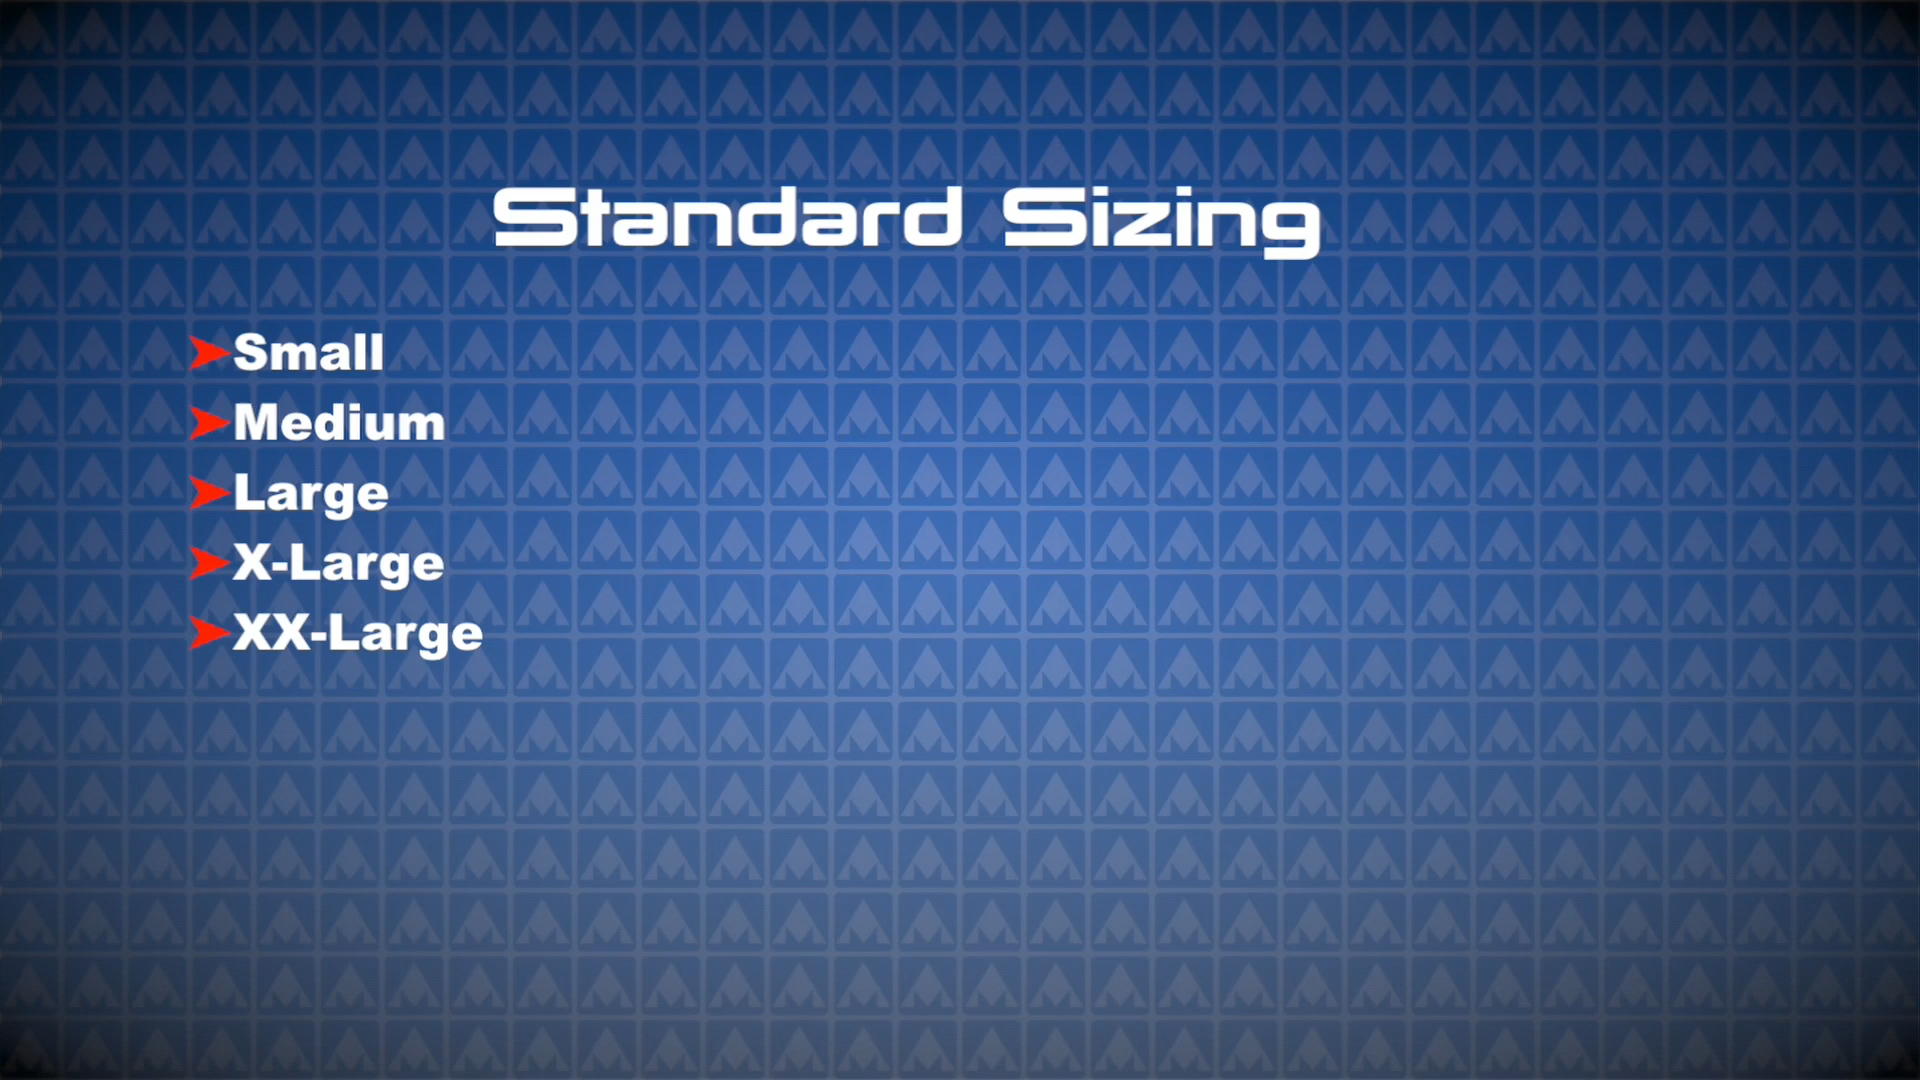 Standard Sizing
Small
Medium
Large
X-Large
XX-Large